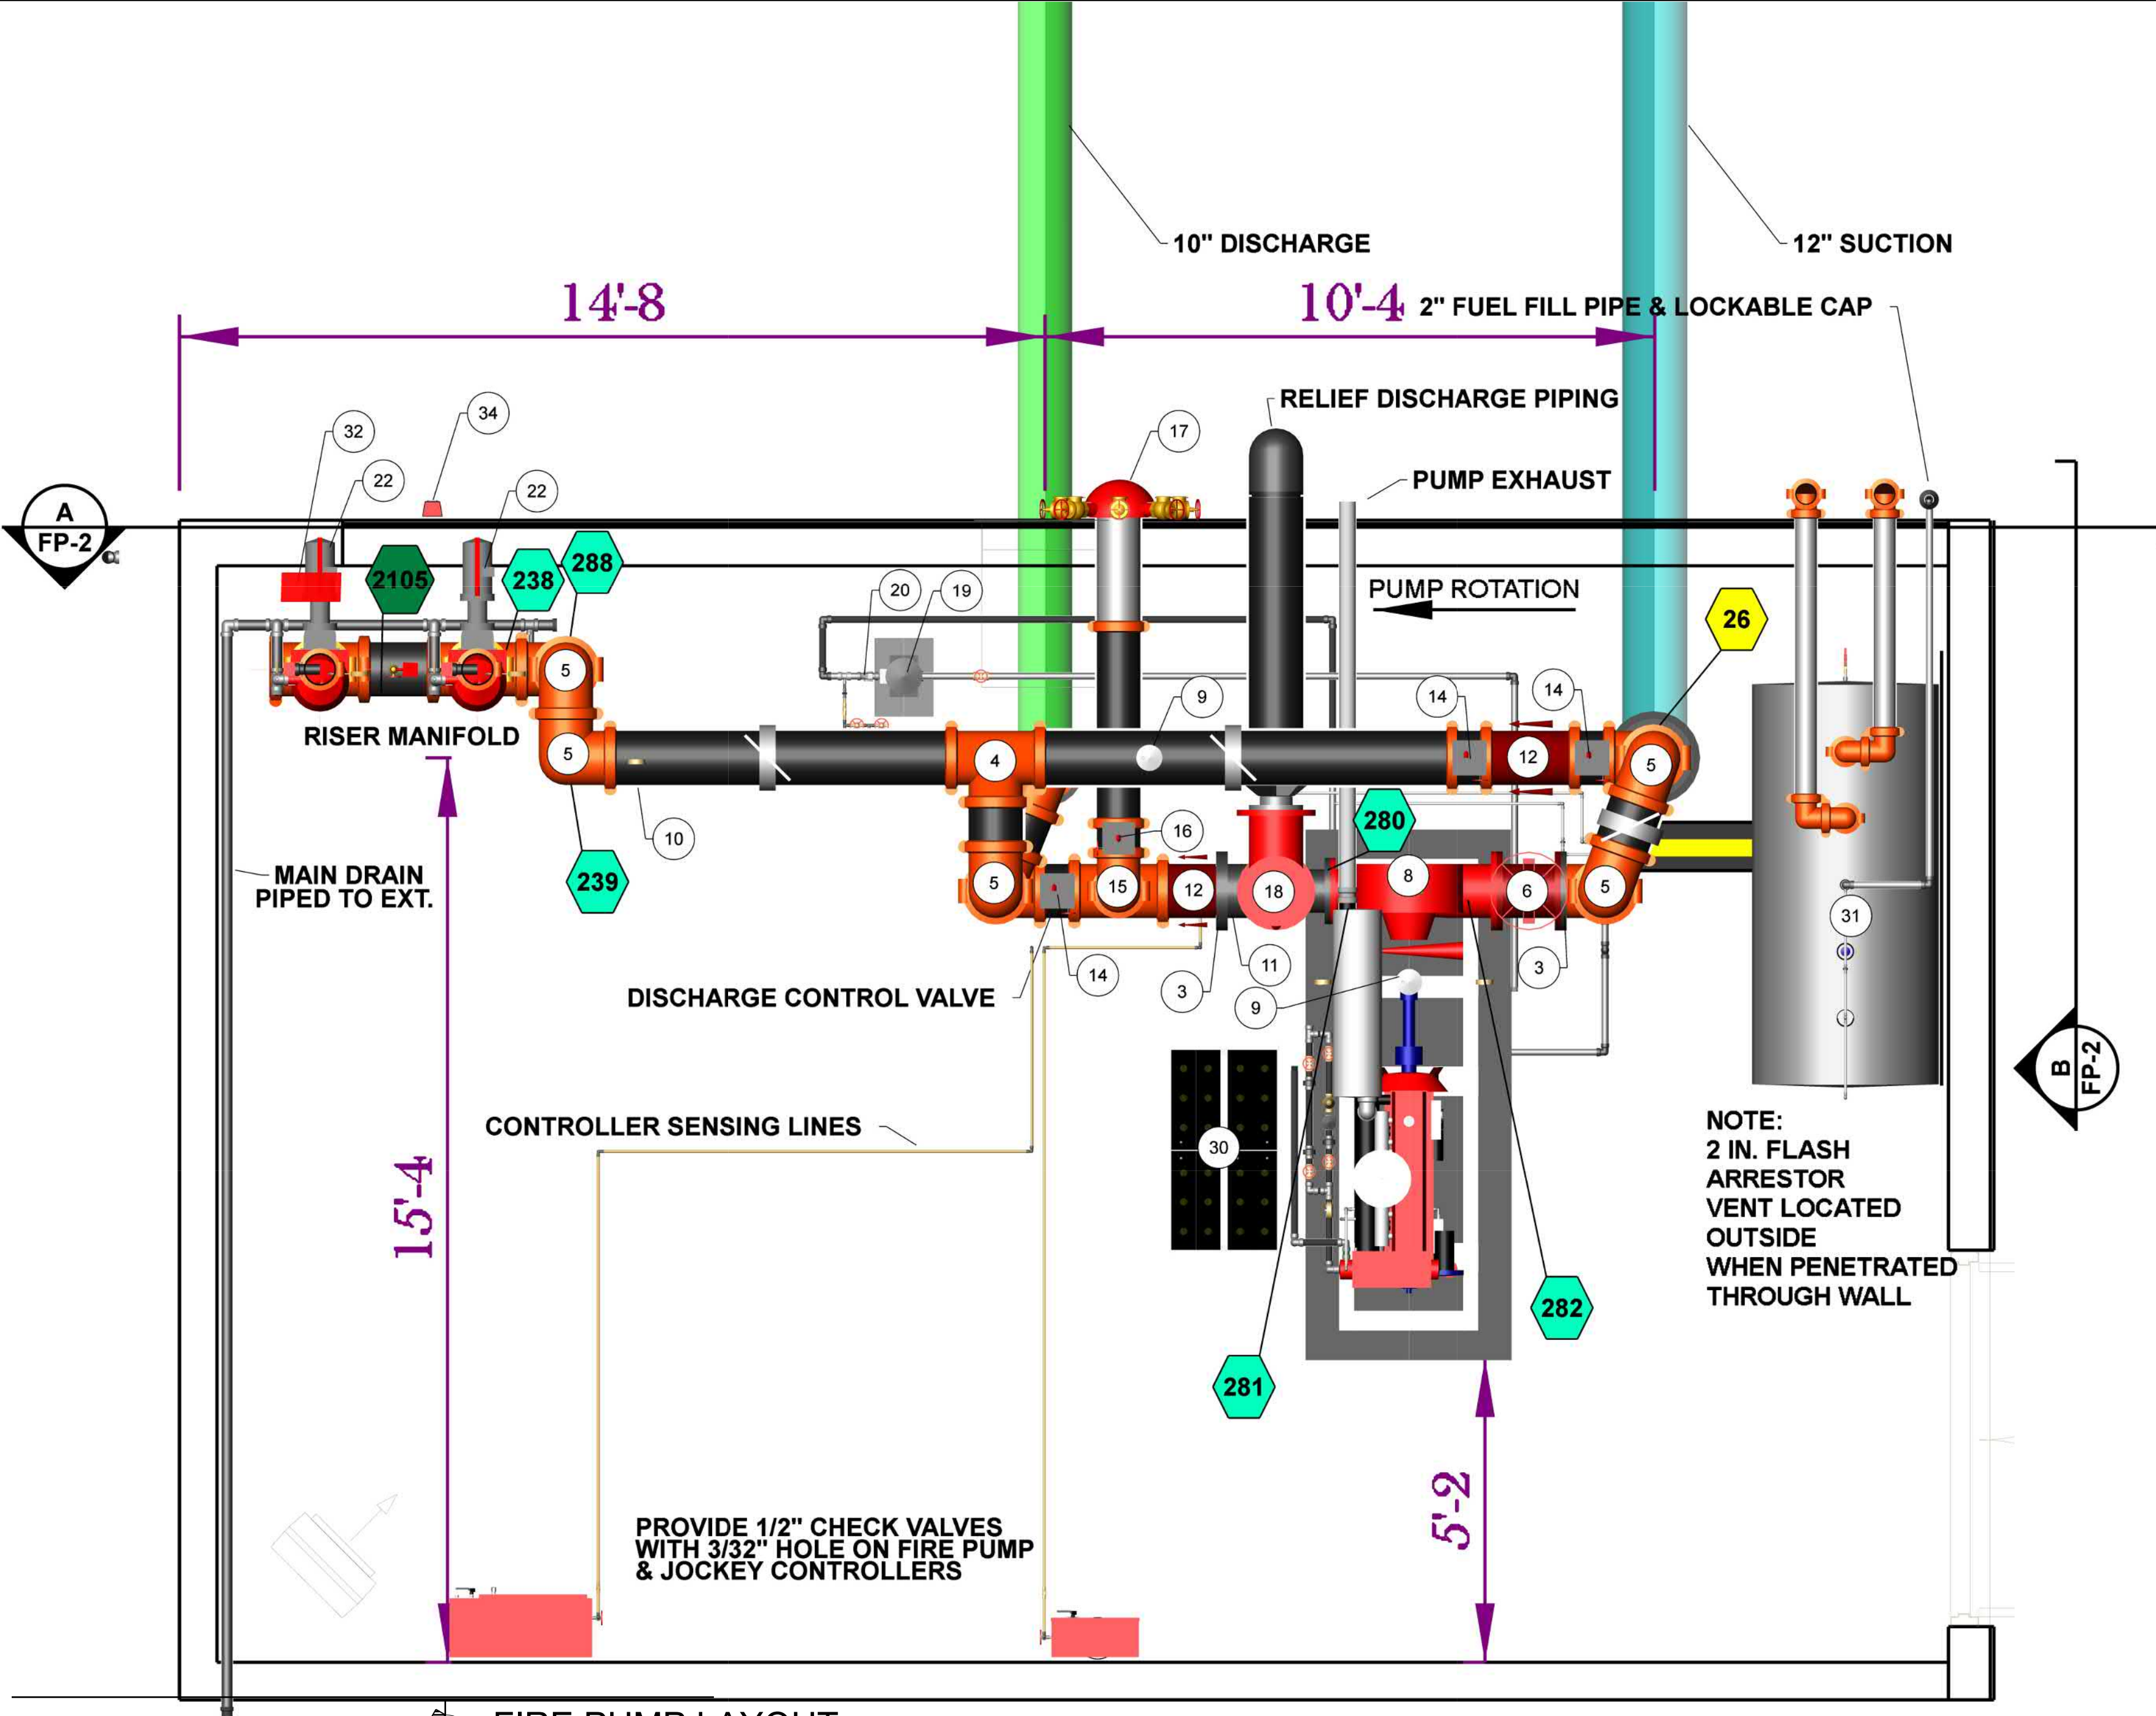 10" DISCHARGE
12" SUCTION
14'-8
10'-4
2" FUEL FILL PIPE & LOCKABLE CAP
RELIEF DISCHARGE PIPING
34
32
17
22
22
PUMP EXHAUST
A
FP-2
288
2105
238
20
19
PUMP ROTATION
26
5
9
14
14
RISER MANIFOLD
5
4
12
5
10
16
280
MAIN DRAIN
PIPED TO EXT.
239
5
15
12
18
8
6
5
31
14
11
3
3
DISCHARGE CONTROL VALVE
9
B
FP-2
CONTROLLER SENSING LINES
30
NOTE:
2 IN. FLASH
ARRESTOR
VENT LOCATED
OUTSIDE
WHEN PENETRATED
THROUGH WALL
15'-4
282
281
5'-2
PROVIDE 1/2" CHECK VALVES
WITH 3/32" HOLE ON FIRE PUMP
& JOCKEY CONTROLLERS
FIRE PUMP LAYOUT